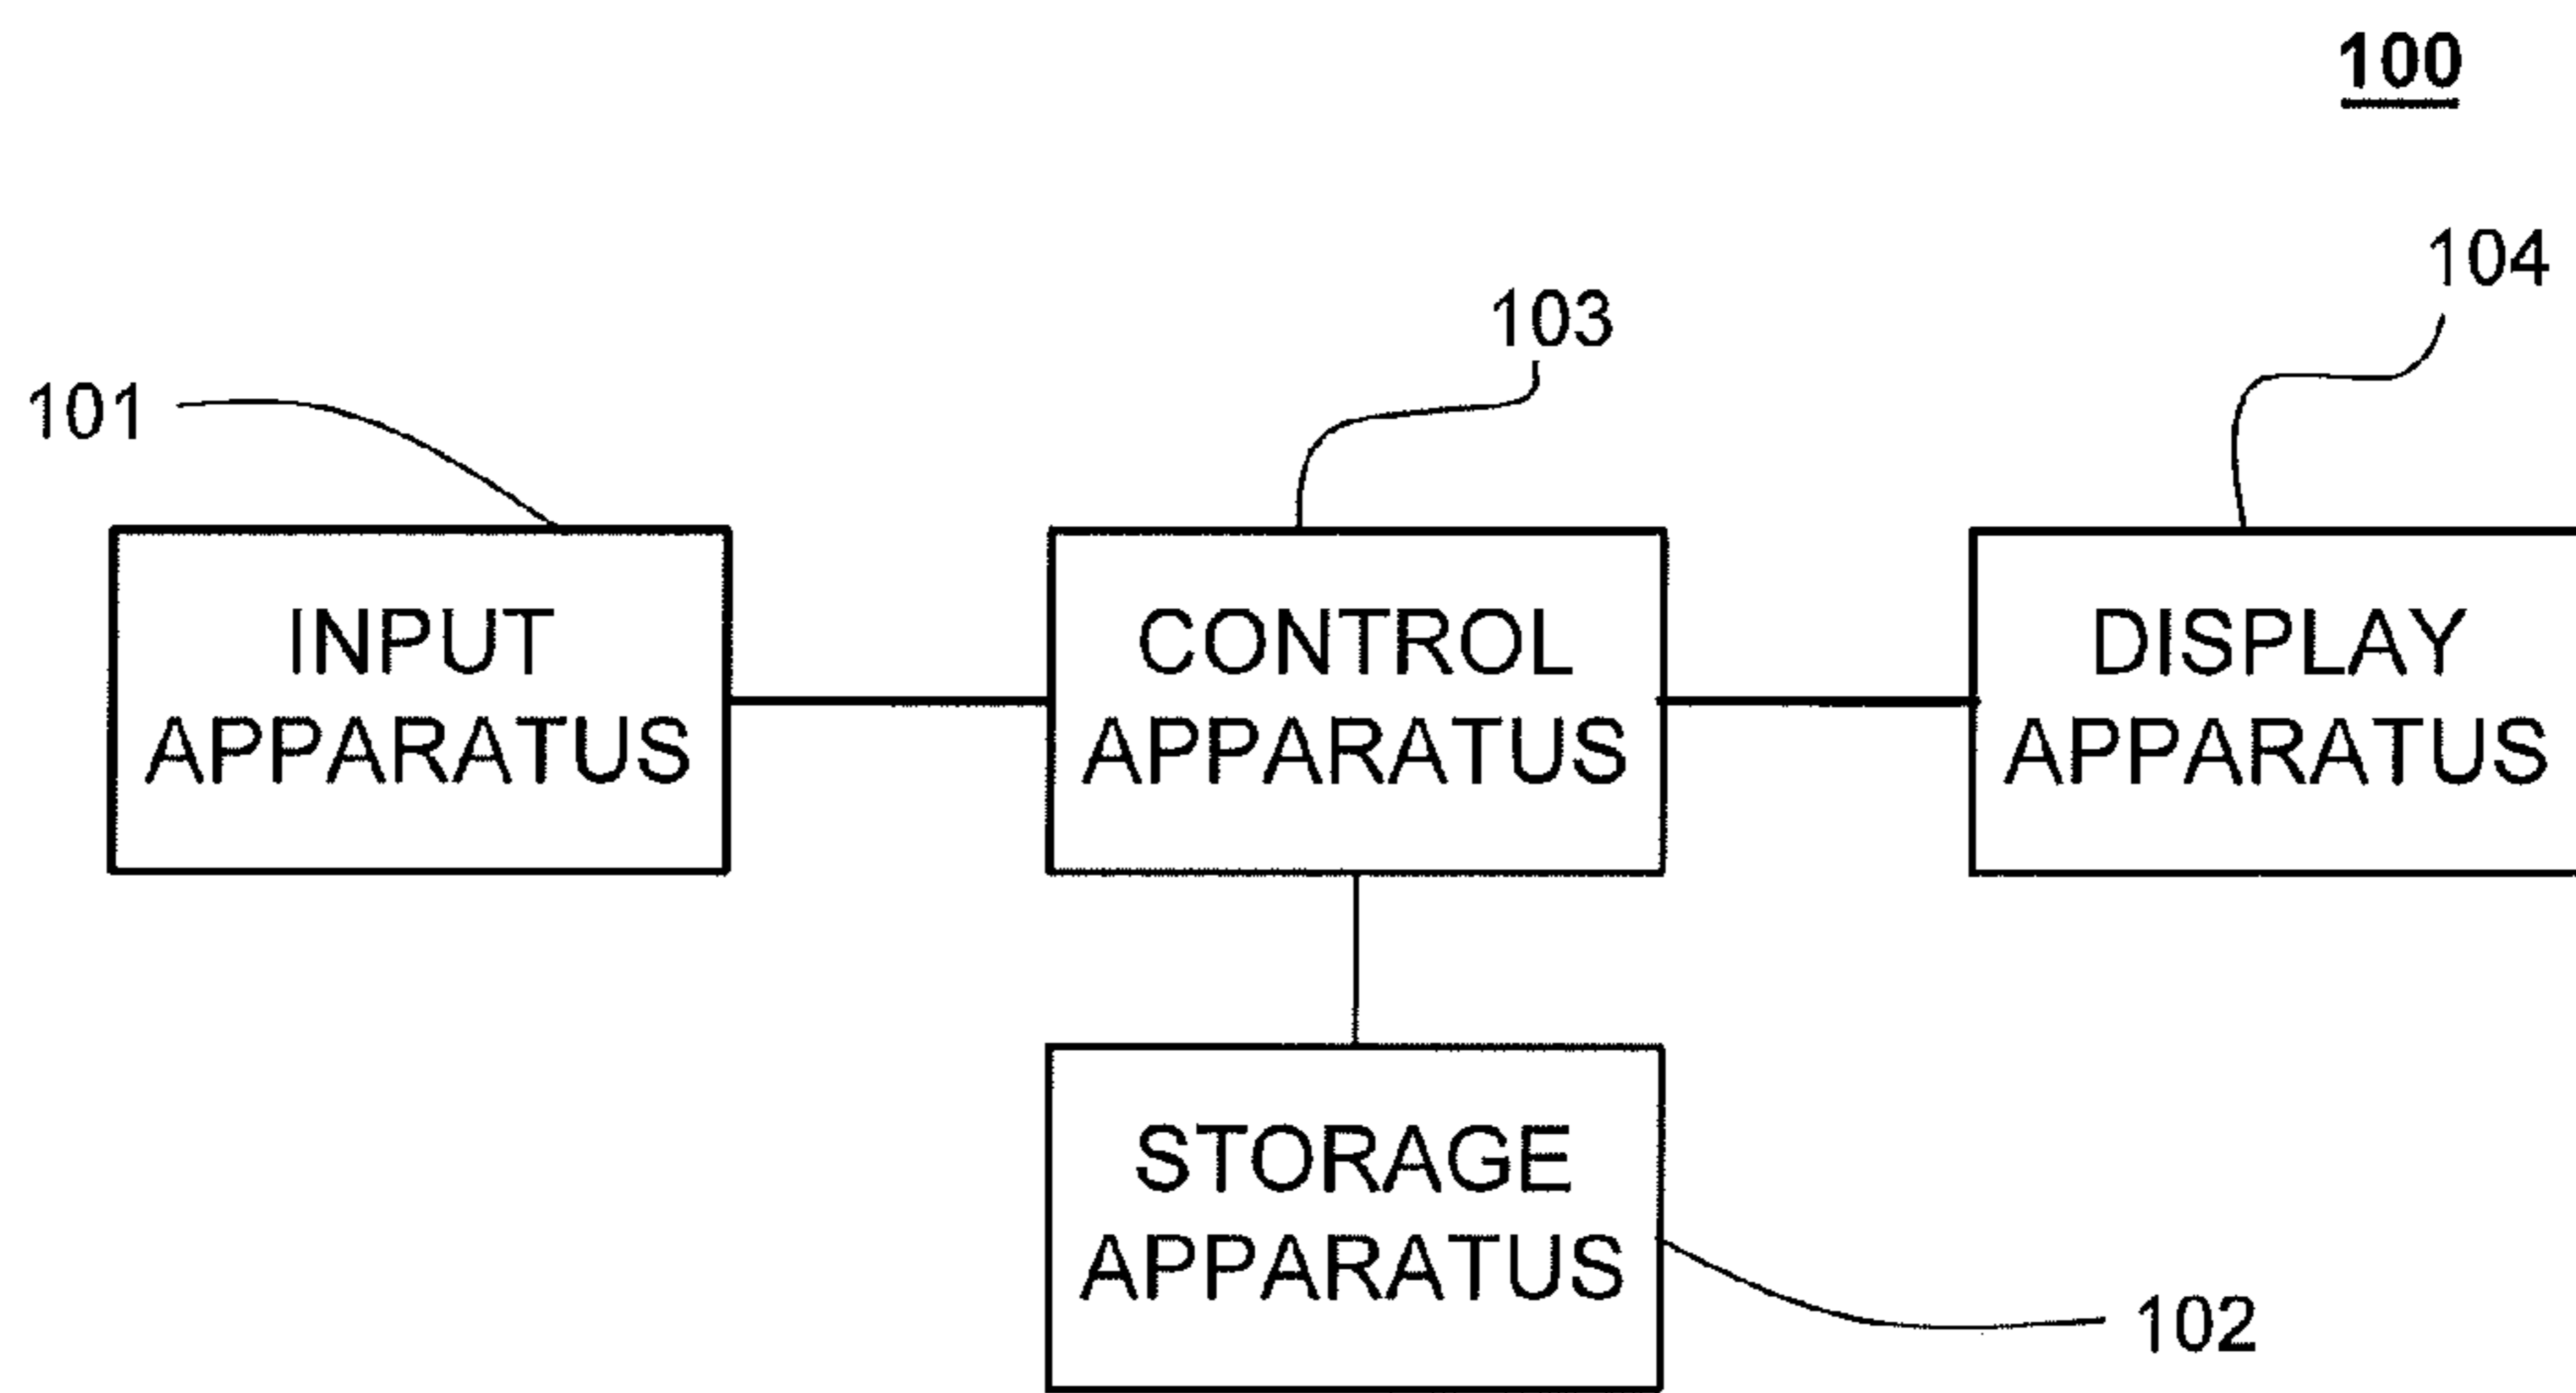 100
104
103
101
INPUT
APPARATUS
CONTROL
APPARATUS
DISPLAY
APPARATUS
STORAGE
APPARATUS
102